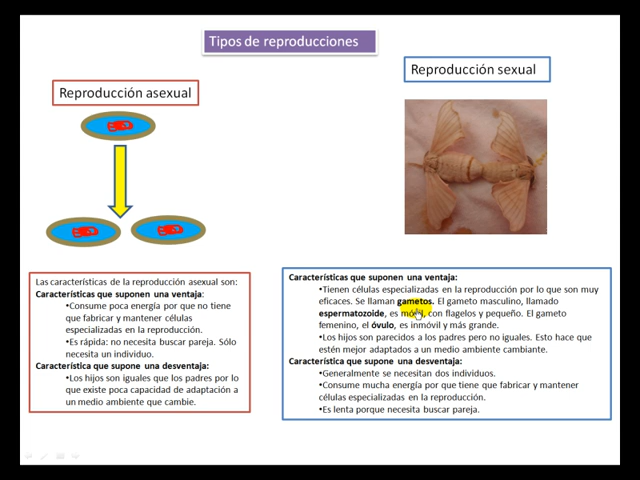 Tipos de reproducciones
Reproducción asexual
Reproducción sexual
Las características de la reproducción asexual son:
Características que suponen una ventaja:
•Consume poca energía por que no tiene
que fabricar y mantener células
especializadas en la reproducción.
•Es rápida: no necesita buscar pareja. Sólo
necesita un individuo.
Característica que supone una desventaja:
•Los hijos son iguales que los padres por lo
que existe poca capacidad de adaptación a
un medio ambiente que cambie.
Características que suponen una ventaja:
•Tienen células especializadas en la reproducción por lo que son muy
eficaces. Se llaman gametos. El gameto masculino, llamado
espermatozoide, es móvil, con flagelos y pequeño. El gameto
femenino, el óvulo, es inmóvil y más grande.
•Los hijos son parecidos a los padres pero no iguales. Esto hace que
estén mejor adaptados a un medio ambiente cambiante.
Característica que supone una desventaja:
•Generalmente se necesitan dos individuos.
•Consume mucha energía por que tiene que fabricar y mantener
células especializadas en la reproducción.
•Es lenta porque necesita buscar pareja.